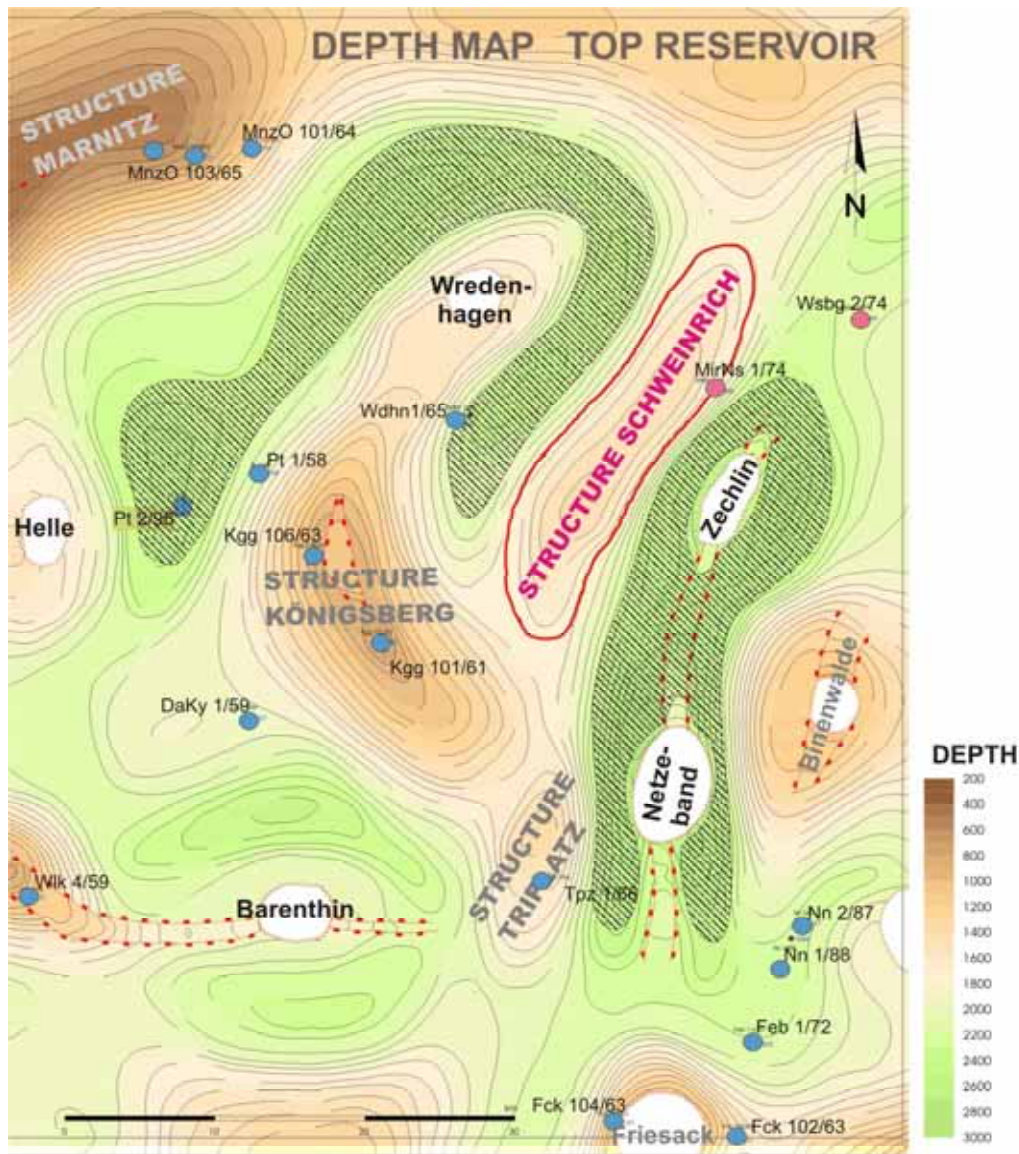 DEPTH MAP TOP RESERVOIR
STRUCTURE
MARNITZ
MnzO 101/64
MnzO 103/65
N
Wreden-
hagen
Wsbg 2/74
STRUCTURE SCHWEINRICH
MirNs 1/74
Wdhn1/65
Pt 1/58
Zechlin
Helle
Kgg 106/63
STRUCTURE
KÖNIGSBERG
Kgg 101/61
DaKy 1/59
Binenwalde
DEPTH
Netze-
band
STRUCTURE
TRIPLATZ
Wlk 4/59
Tpz 1/66
Barenthin
Nn 2/87
Nn 1/88
Feb 1/72
Fck 104/63
Friesack
Fck 102/63
0
10
20
30
200
400
600
800
1000
1200
1400
1600
1800
2000
2200
2400
2600
2800
3000